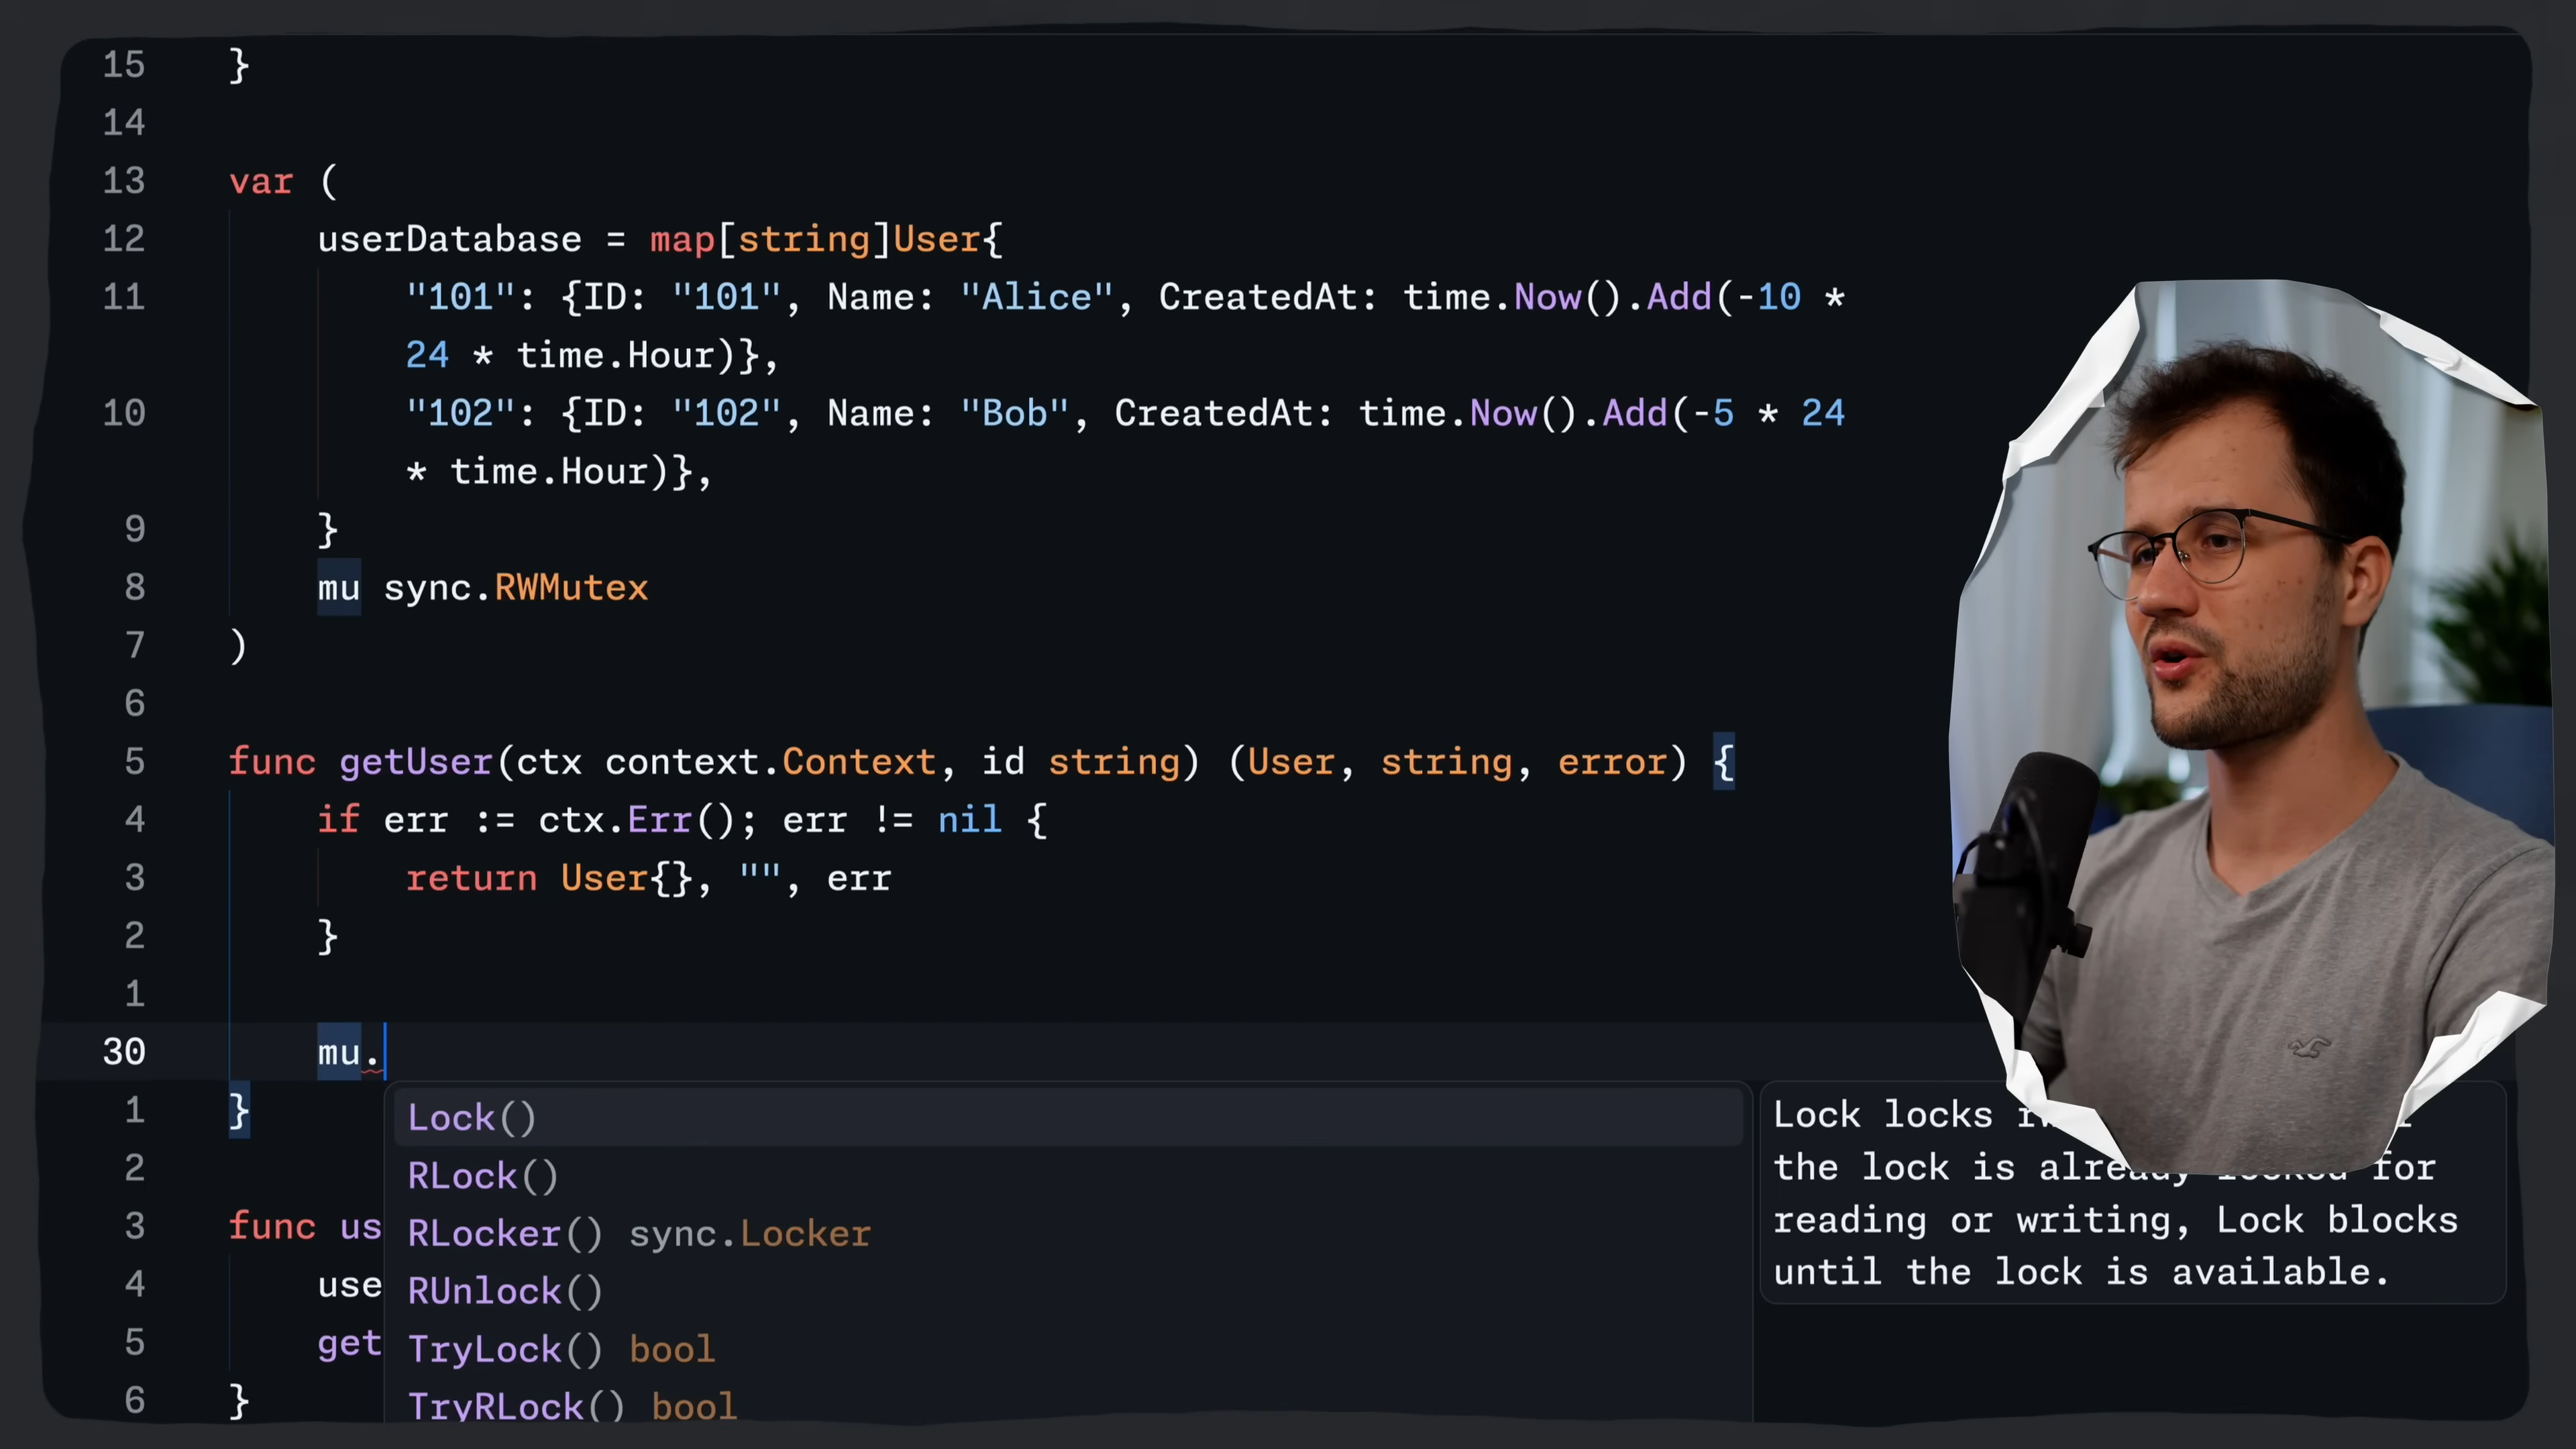 15 }
14
13 var (
12 userDatabase = map[string]User{
11 "101": {ID: "101", Name: "Alice", CreatedAt: time.Now().Add(-10 *
24 * time.Hour)},
10 "102": {ID: "102", Name: "Bob", CreatedAt: time.Now().Add(-5 * 24
* time.Hour)},
9 }
8 mu sync.RWMutex
7 )
6
5 func getUser(ctx context.Context, id string) (User, string, error) {
4 if err := ctx.Err(); err != nil {
3 return User{}, "", err
2 }
1
30 mu.
1 }
2
3 func us
4 use
5 get
6 }
Lock()
RLock()
RLocker() sync.Locker
RUnlock()
TryLock() bool
TryRLock() bool
Lock locks
the lock is already locked for
reading or writing, Lock blocks
until the lock is available.